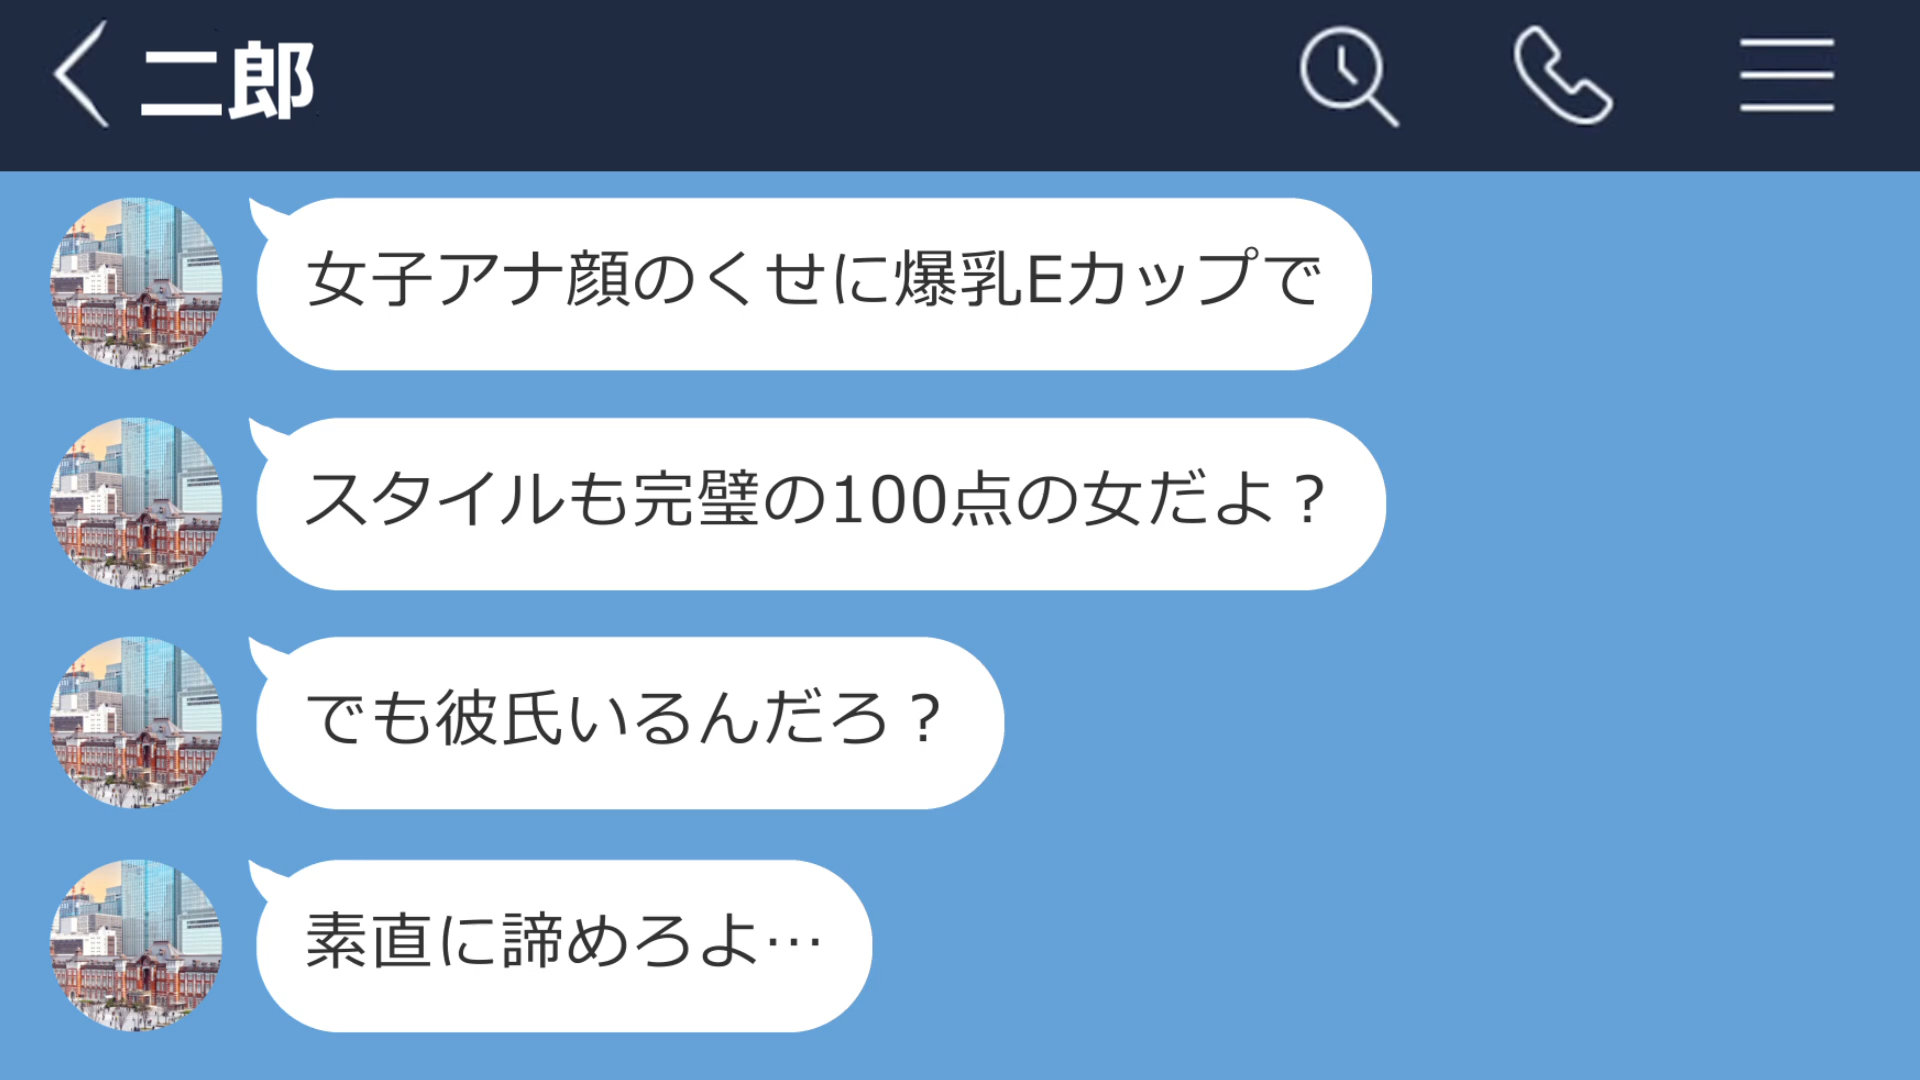 二郎
女子アナ顔のくせに爆乳Eカップで
スタイルも完璧の100点の女だよ？
でも彼氏いるんだろ？
素直に諦めろよ…